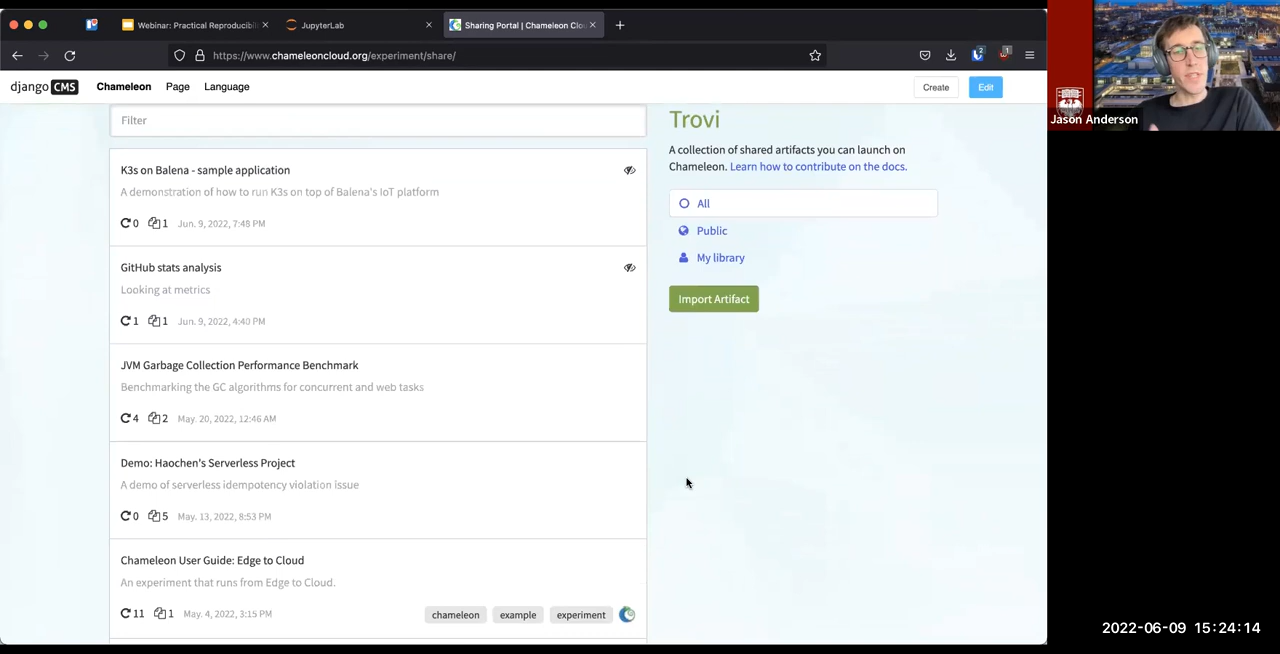 Webinar: Practical Reproducibil
JupyterLab
Sharing Portal | Chameleon Clou
https://www.chameleoncloud.org/experiment/share/
2
1
django CMS
Chameleon
Page
Language
Create
Edit
Jason Anderson
Filter
Trovi
A collection of shared artifacts you can launch on
Chameleon. Learn how to contribute on the docs.
All
Public
My library
Import Artifact
K3s on Balena - sample application
A demonstration of how to run K3s on top of Balena's IoT platform
0 1 Jun. 9, 2022, 7:48 PM
GitHub stats analysis
Looking at metrics
1 1 Jun. 9, 2022, 4:40 PM
JVM Garbage Collection Performance Benchmark
Benchmarking the GC algorithms for concurrent and web tasks
4 2 May. 20, 2022, 12:46 AM
Demo: Haochen's Serverless Project
A demo of serverless idempotency violation issue
0 5 May. 13, 2022, 8:53 PM
Chameleon User Guide: Edge to Cloud
An experiment that runs from Edge to Cloud.
11 1 May. 4, 2022, 3:15 PM
chameleon
example
experiment
2022-06-09 15:24:14